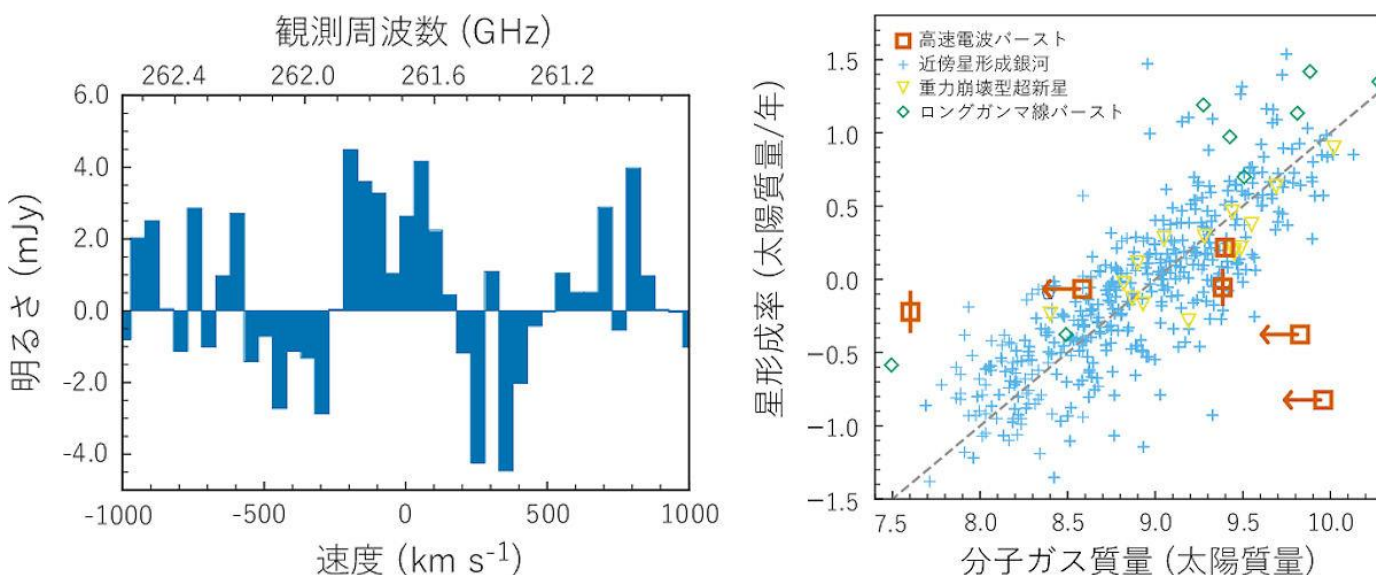 観測周波数 (GHz)
262.4 262.0 261.6 261.2
6.0
4.0
2.0
0.0
-2.0
-4.0
明るさ (mJy)
-1000 -500 0 500 1000
速度 (km s-1)
高速電波バースト
近傍星形成銀河
重力崩壊型超新星
ロングガンマ線バースト
1.5
1.0
0.5
0.0
−0.5
−1.0
−1.5
星形成率 (太陽質量/年)
7.5 8.0 8.5 9.0 9.5 10.0
分子ガス質量 (太陽質量)